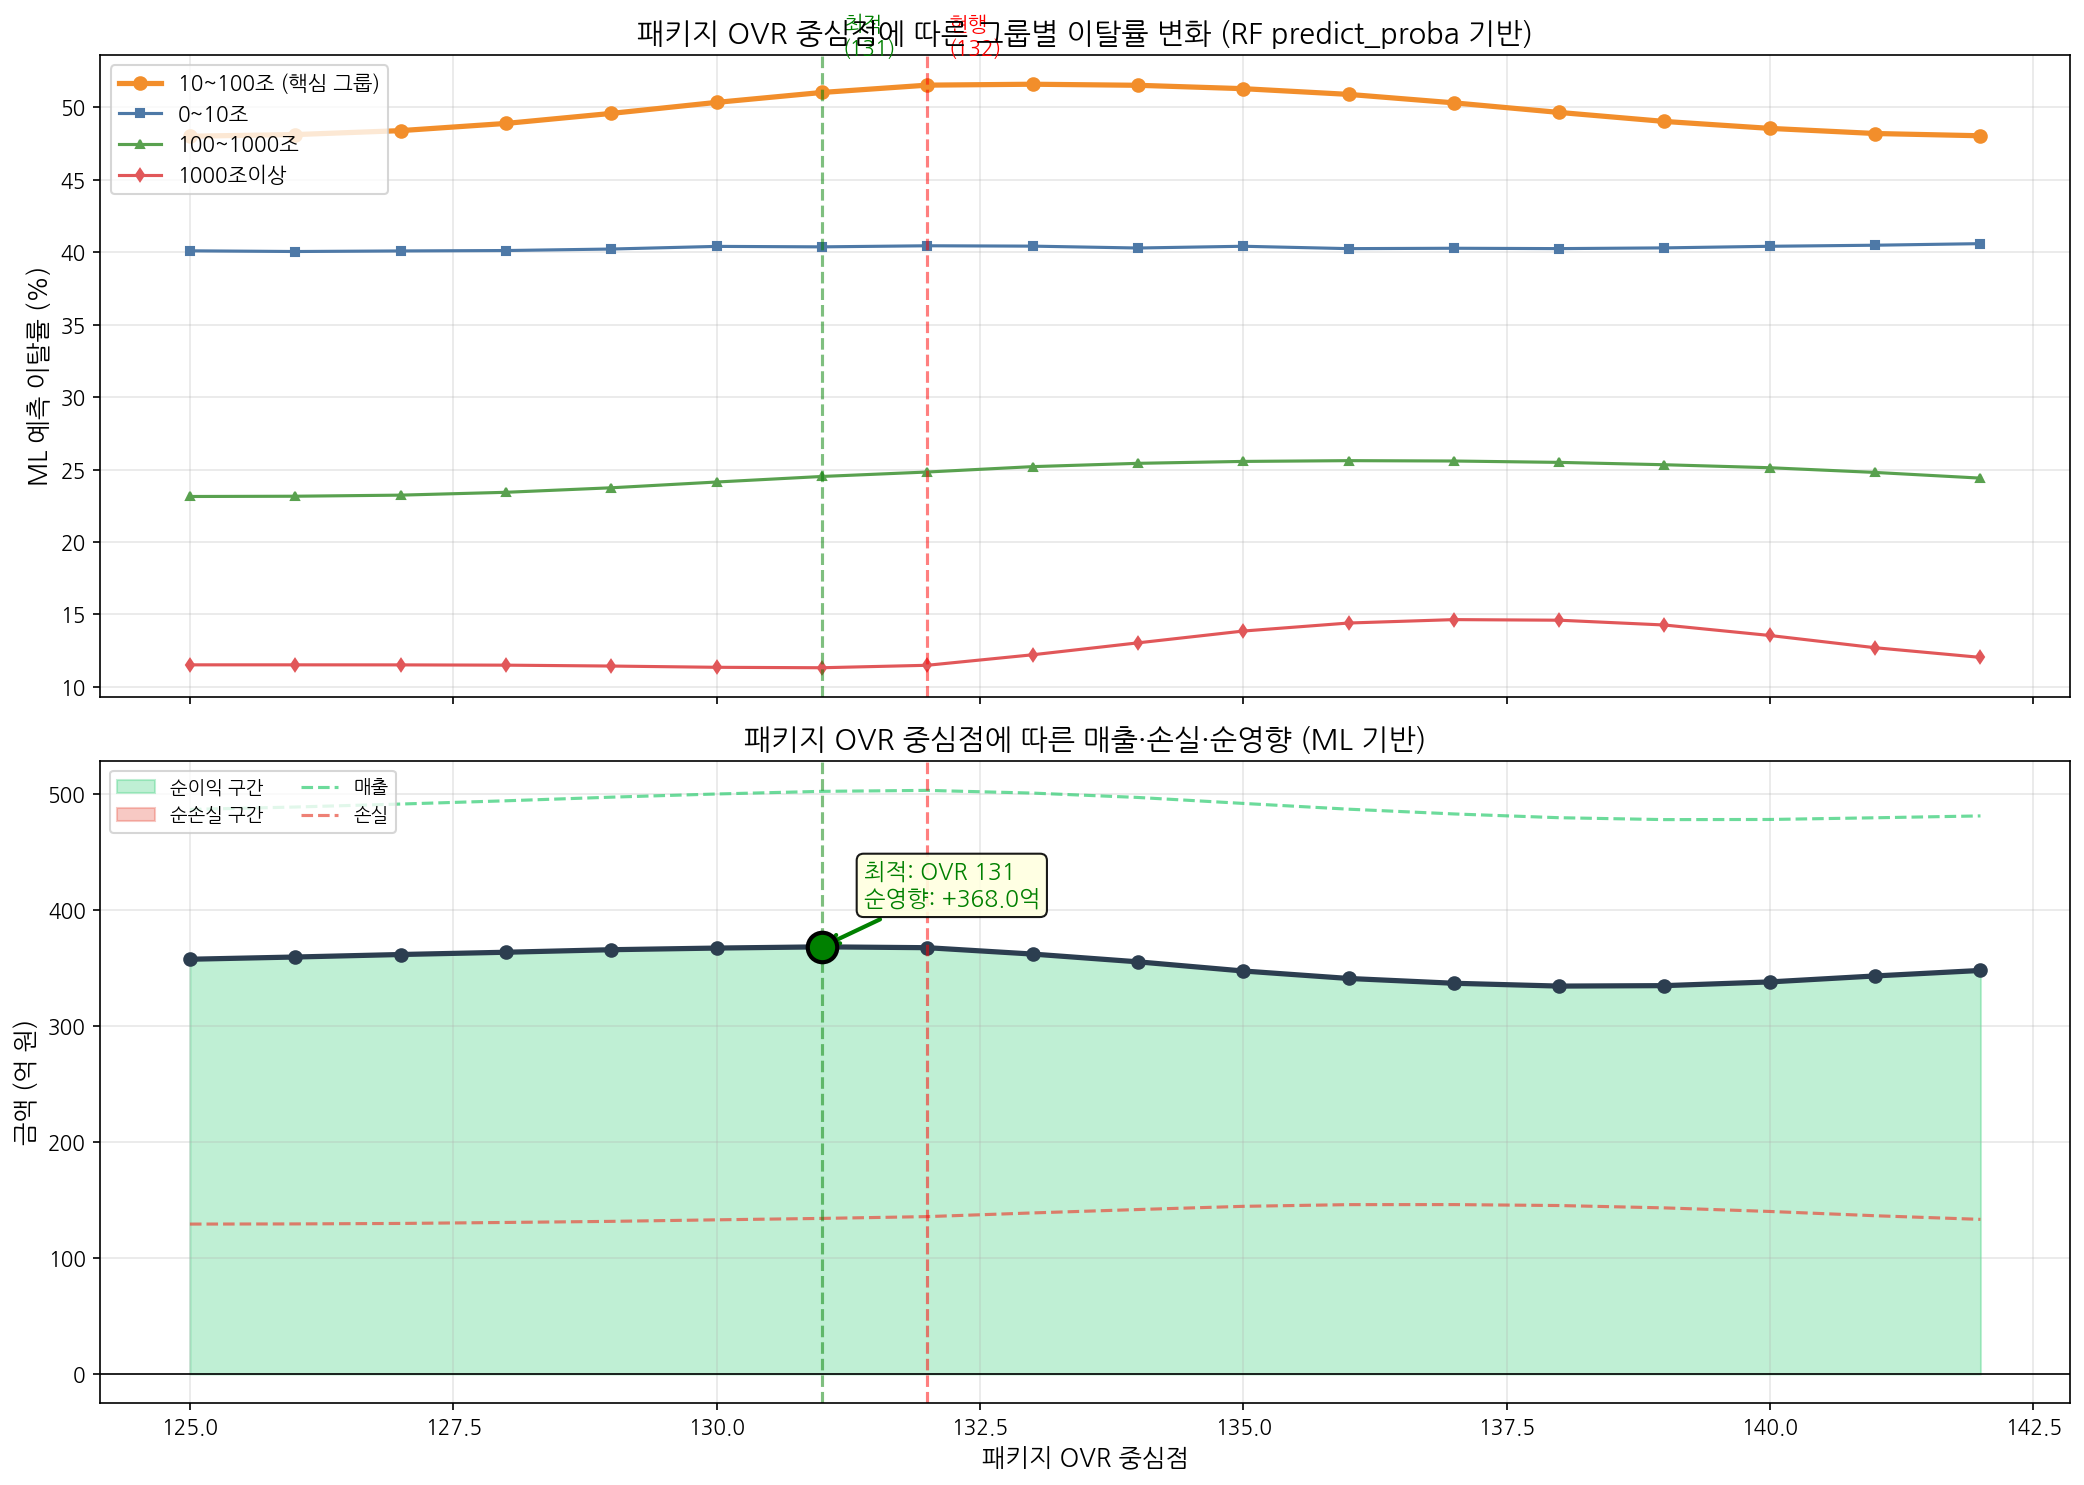 최적
(131)
현행
(132)
패키지 OVR 중심점에 따른 그룹별 이탈률 변화 (RF predict_proba 기반)
10~100조 (핵심 그룹)
0~10조
100~1000조
1000조이상
ML 예측 이탈률 (%)
50
45
40
35
30
25
20
15
10
패키지 OVR 중심점에 따른 매출·손실·순영향 (ML 기반)
순이익 구간
순손실 구간
매출
손실
최적: OVR 131
순영향: +368.0억
금액 (억 원)
500
400
300
200
100
0
125.0 127.5 130.0 132.5 135.0 137.5 140.0 142.5
패키지 OVR 중심점